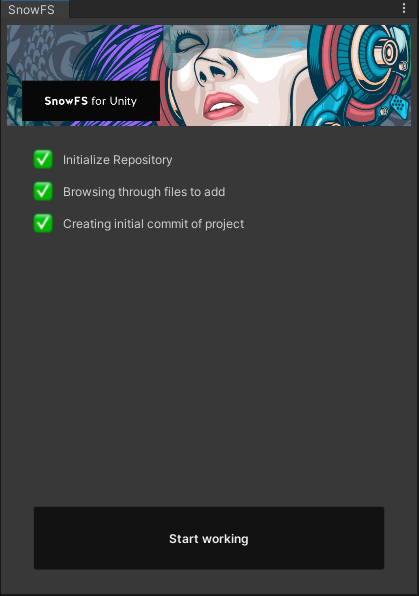 SnowFS
SnowFS for Unity
Initialize Repository
Browsing through files to add
Creating initial commit of project
Start working